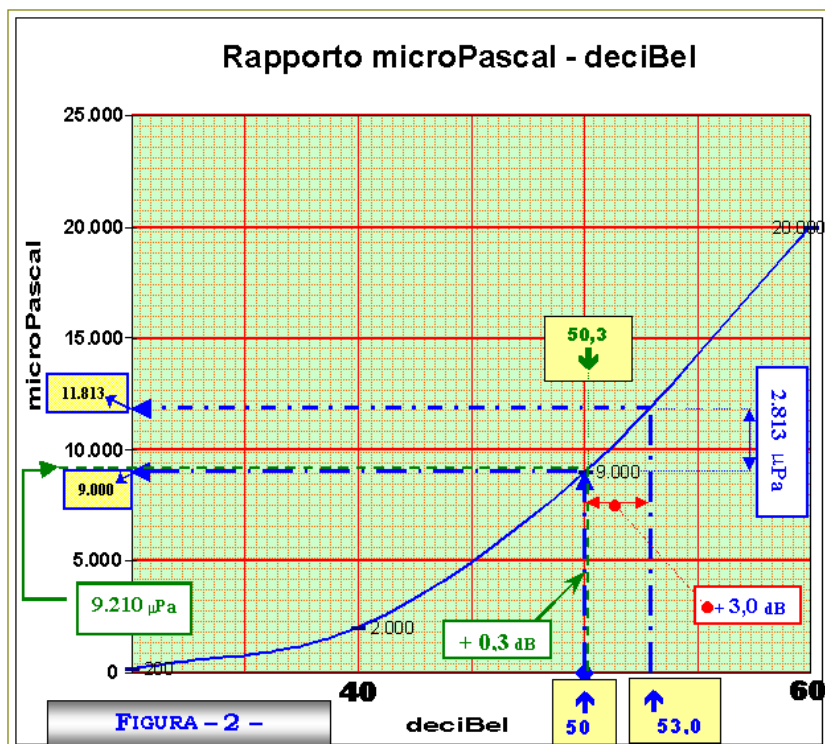 Rapporto microPascal - deciBel
25.000
20.000
20.000
microPascal
15.000
50,3
11.813
2.813 µPa
10.000
9.000
9.000
5.000
9.210 µPa
+ 3,0 dB
+ 0,3 dB
2.000
0
200
40
60
FIGURA – 2 –
deciBel
50
53,0